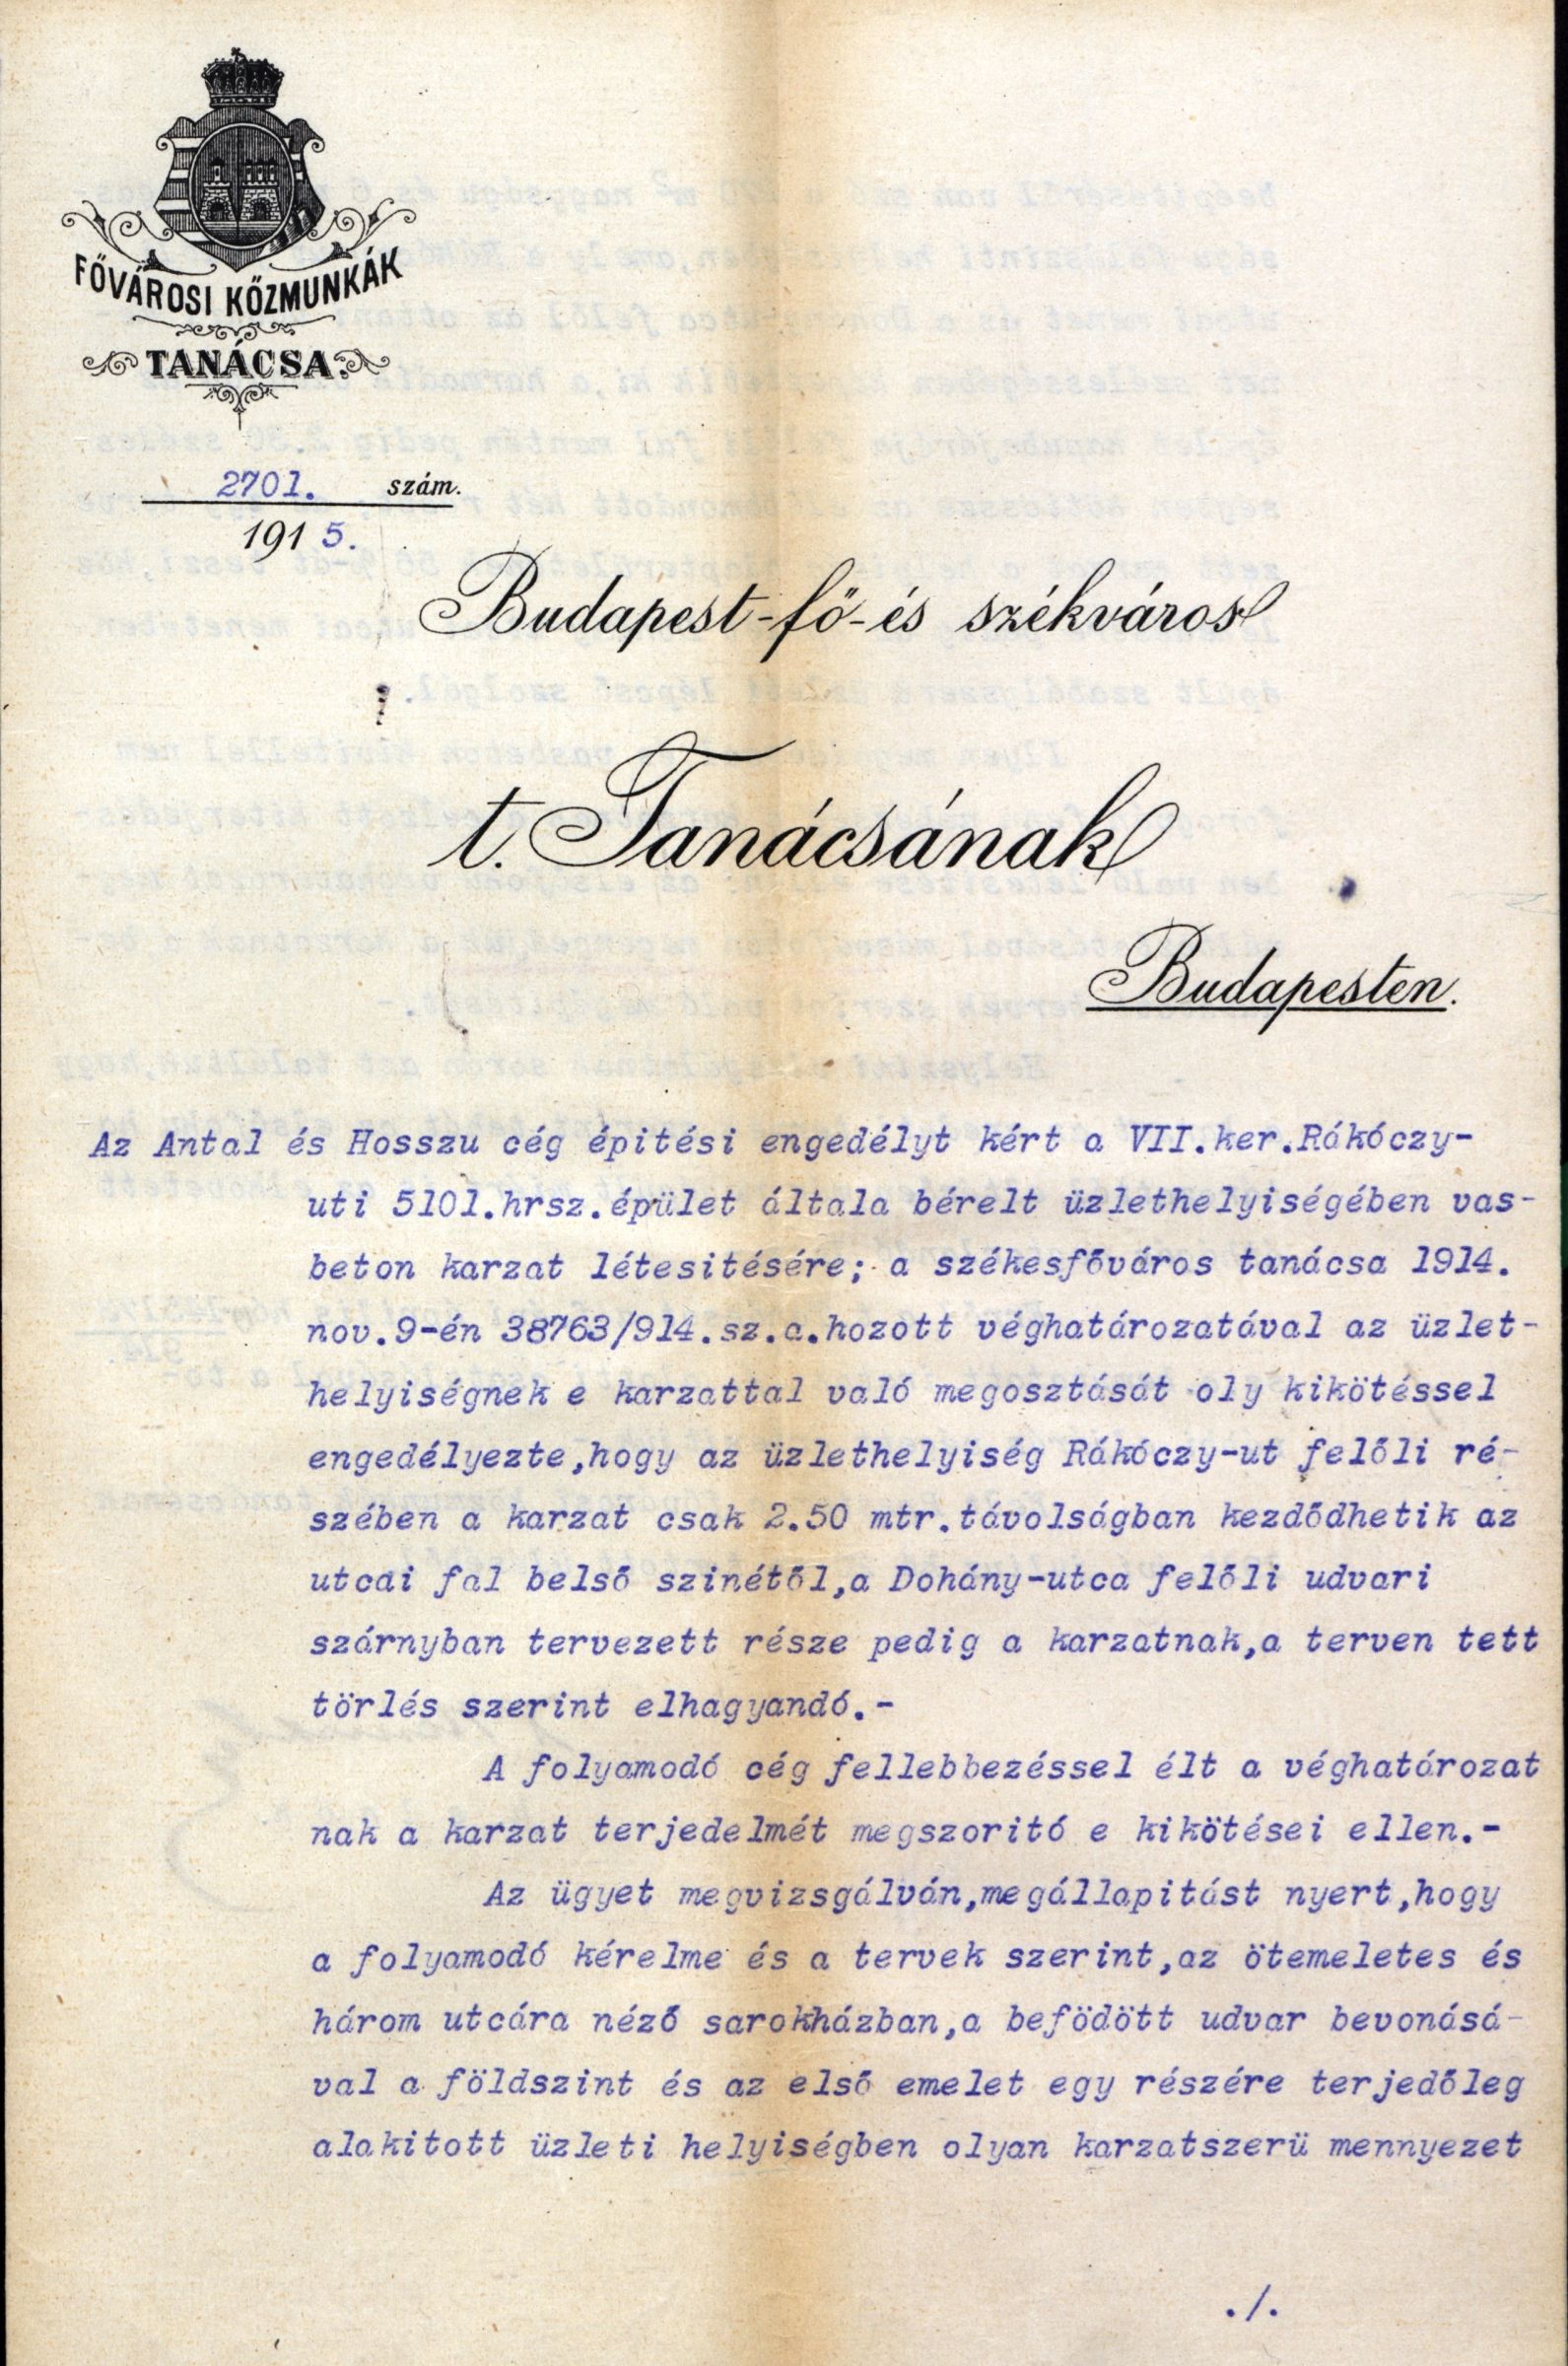 FŐVÁROSI KÖZMUNKÁK
TANÁCSA.
2701. szám.
1915.
Budapest-fő-és székváros
t. Tanácsának
Budapesten.
Az Antal és Hosszu cég épitési engedélyt kért a VII.ker.Rákóczy-
uti 5101.hrsz.épület általa bérelt üzlethelyiségében vas-
beton karzat létesitésére; a székesfőváros tanácsa 1914.
nov.9-én 38763/914.sz.a.hozott véghatározatával az üzlet-
helyiségnek e karzattal való megosztását oly kikötéssel
engedélyezte,hogy az üzlethelyiség Rákóczy-ut felőli ré-
szében a karzat csak 2.50 mtr.távolságban kezdődhetik az
utcai fal belső szinétől,a Dohány-utca felőli udvari
szárnyban tervezett része pedig a karzatnak,a terven tett
törlés szerint elhagyandó.-
A folyamodó cég fellebbezéssel élt a véghatározat
nak a karzat terjedelmét megszoritó e kikötései ellen.-
Az ügyet megvizsgálván,megállapitást nyert,hogy
a folyamodó kérelme és a tervek szerint,az ötemeletes és
három utcára néző sarokházban,a befödött udvar bevonásá-
val a földszint és az első emelet egy részére terjedőleg
alakitott üzleti helyiségben olyan karzatszerü mennyezet
./.